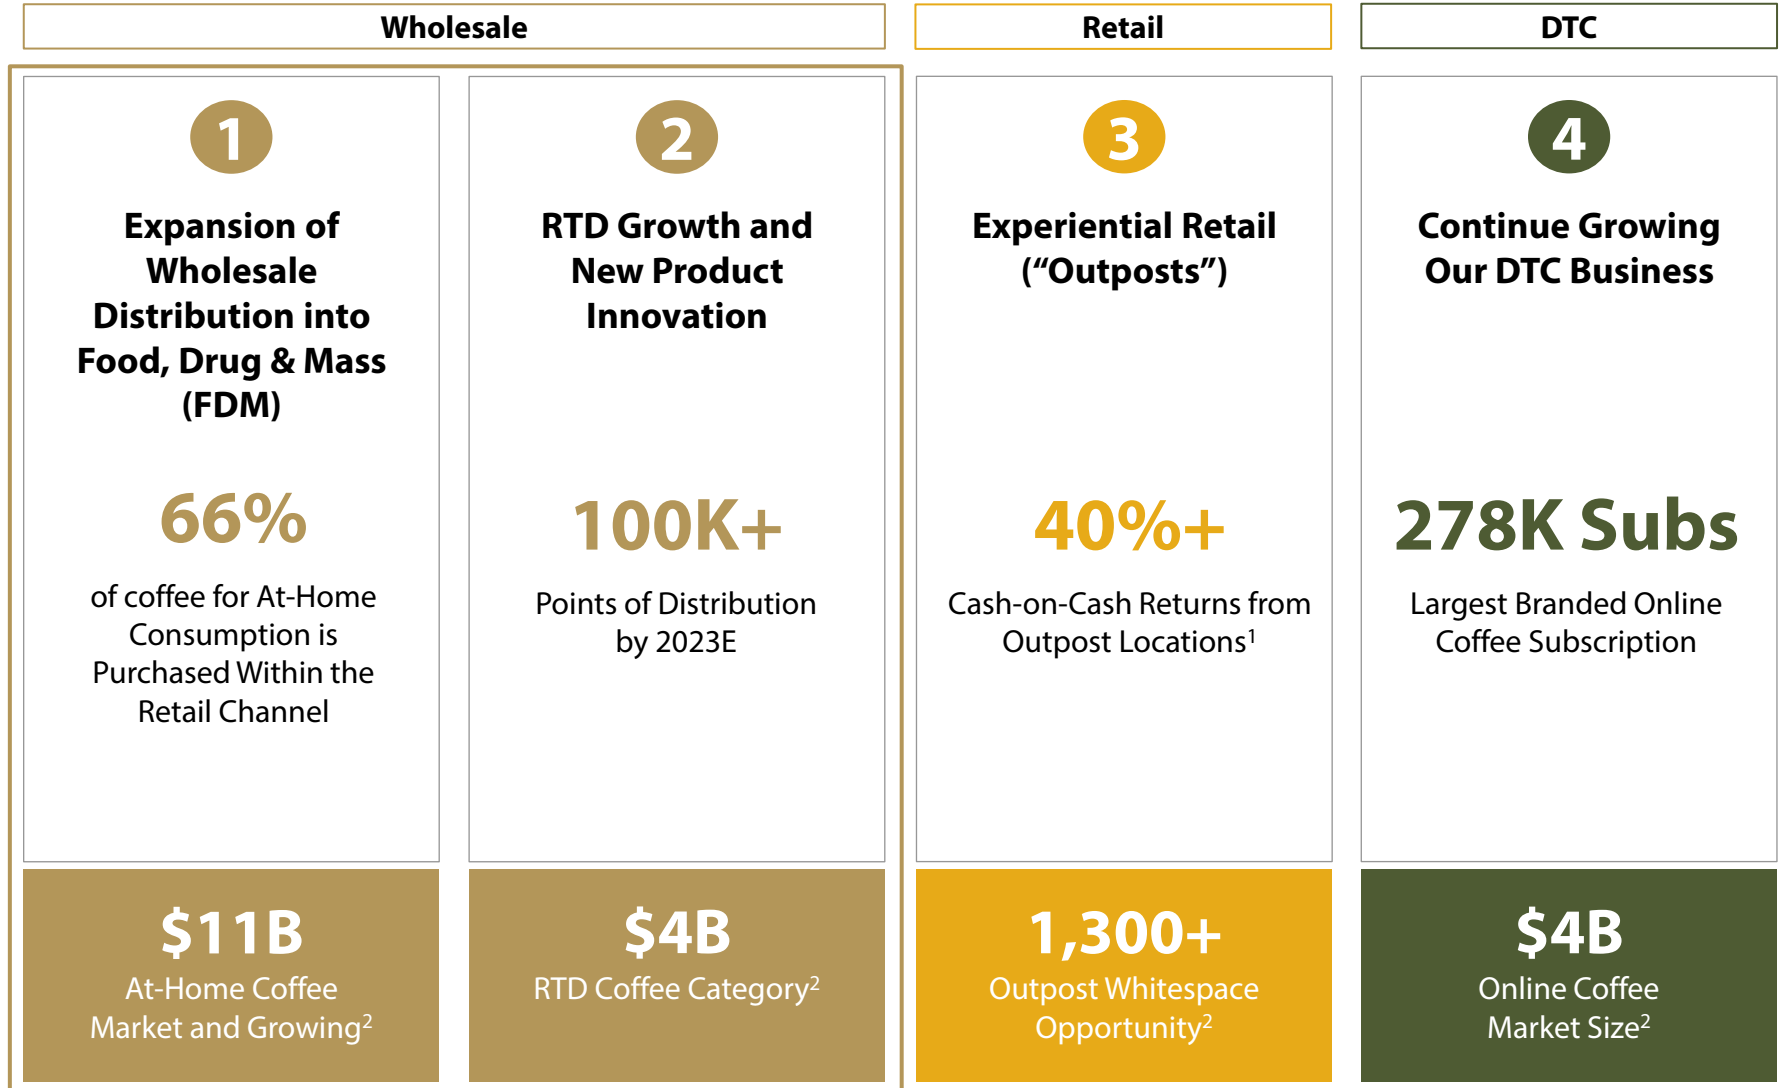 Wholesale
Retail
DTC
1
Expansion of
Wholesale
Distribution into
Food, Drug & Mass
(FDM)
66%
of coffee for At-Home
Consumption is
Purchased Within the
Retail Channel
$11B
At-Home Coffee
Market and Growing²
2
RTD Growth and
New Product
Innovation
100K+
Points of Distribution
by 2023E
$4B
RTD Coffee Category²
3
Experiential Retail
(“Outposts”)
40%+
Cash-on-Cash Returns from
Outpost Locations¹
1,300+
Outpost Whitespace
Opportunity²
4
Continue Growing
Our DTC Business
278K Subs
Largest Branded Online
Coffee Subscription
$4B
Online Coffee
Market Size²